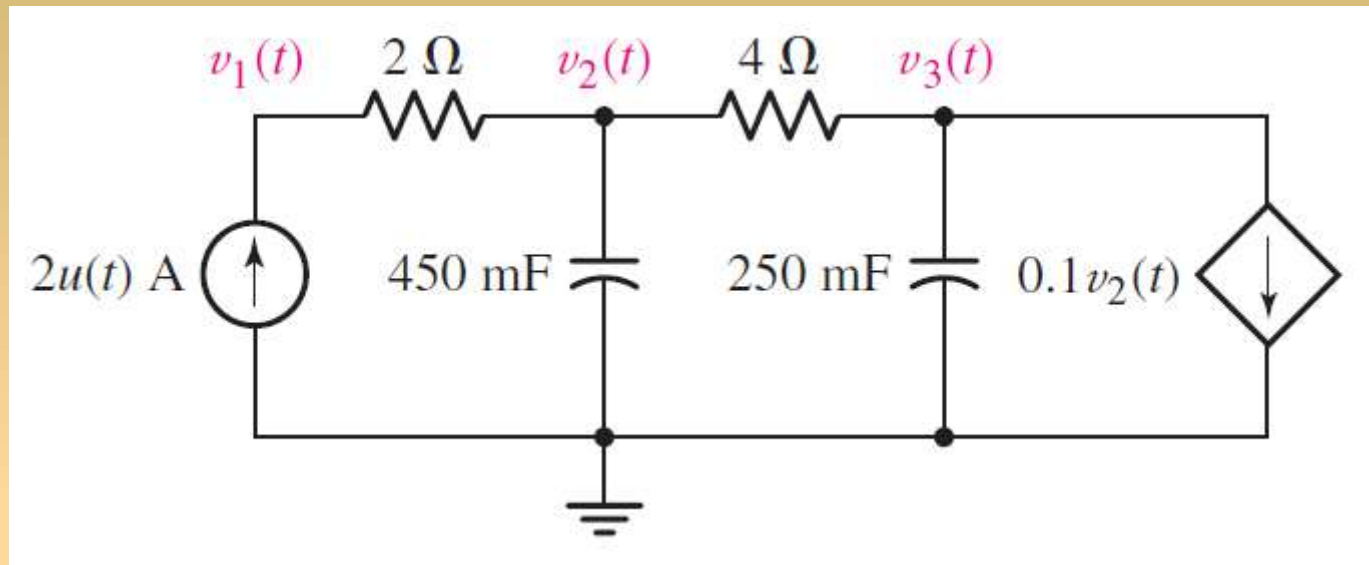 v₁(t) 2 Ω v₂(t) 4 Ω v₃(t)
2u(t) A 450 mF 250 mF 0.1v₂(t)